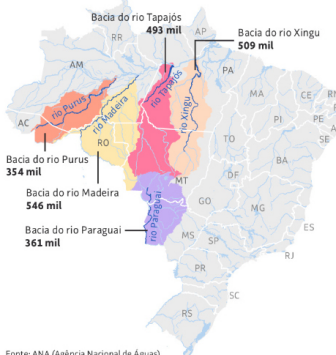 Bacia do rio Tapajós
493 mil
Bacia do rio Xingu
509 mil
RR
AP
AM
PA
MA
CE
RN
PI
PB
PE
AC
RO
TO
SE
BA
MT
DF
GO
MG
ES
MS
SP
RJ
PR
SC
RS
rio Purus
rio Madeira
rio Tapajós
rio Xingu
rio Paraguai
Bacia do rio Purus
354 mil
Bacia do rio Madeira
546 mil
Bacia do rio Paraguai
361 mil
Fonte: ANA (Agência Nacional de Águas)